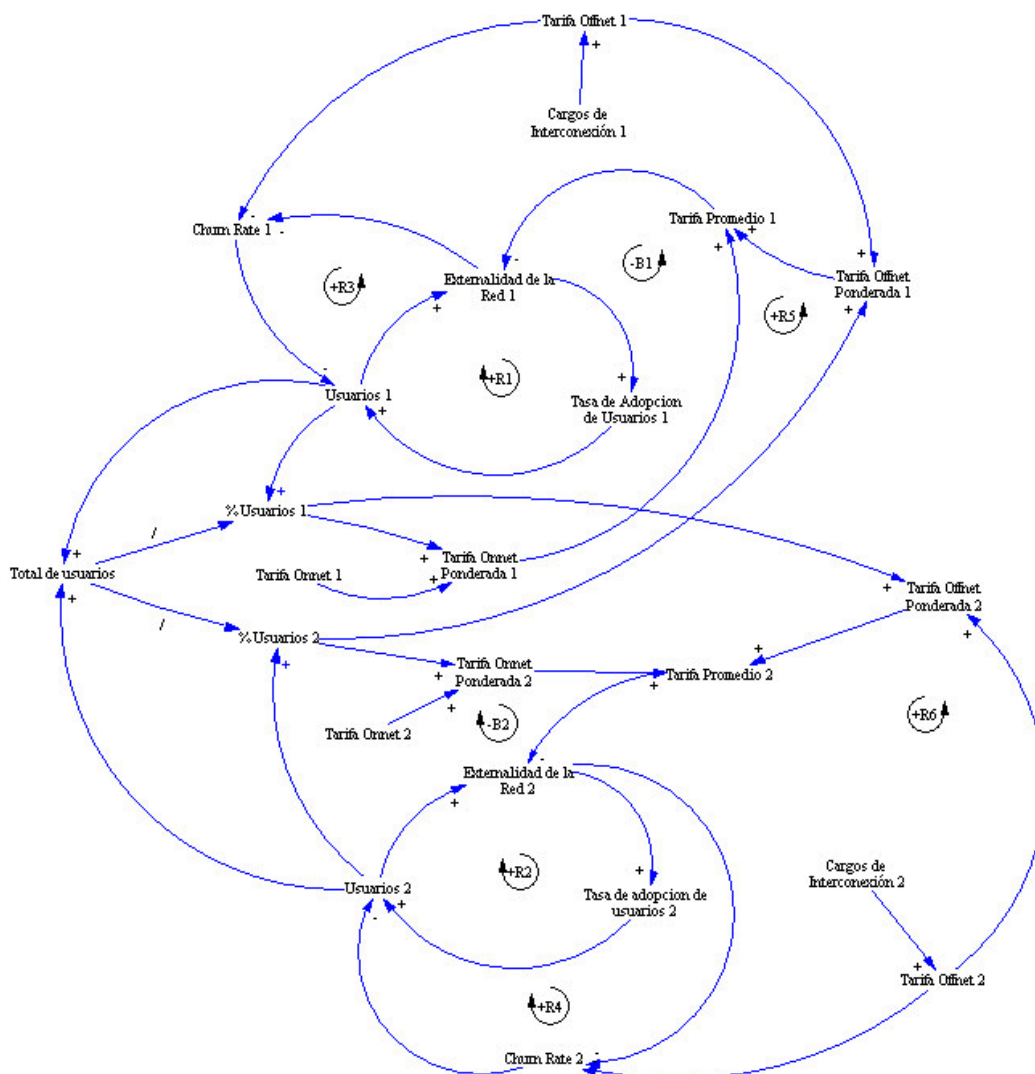 Tarifa Offnet 1
+
Cargos de
Interconexión 1
-
Churn Rate 1 -
Tarifa Promedio 1
+
+
-
Externalidad de la
Red 1
+
+R3
-B1
+
Tarifa Offnet
Ponderada 1
+
+R5
-
Usuarios 1
+
+R1
+
Tasa de Adopcion
de Usuarios 1
+
%Usuarios 1
/
+
Total de usuarios
+
Tarifa Onnet 1
+
+
Tarifa Onnet
Ponderada 1
+
Tarifa Offnet
Ponderada 2
+
/
%Usuarios 2
+
+
Tarifa Onnet
Ponderada 2
+
Tarifa Onnet 2
+
+
Tarifa Promedio 2
-B2
+R6
-
Externalidad de la
Red 2
+
+R2
Usuarios 2
+
-
+
Tasa de adopcion de
usuarios 2
Cargos de
Interconexión 2
+
Tarifa Offnet 2
+R4
Churn Rate 2 -